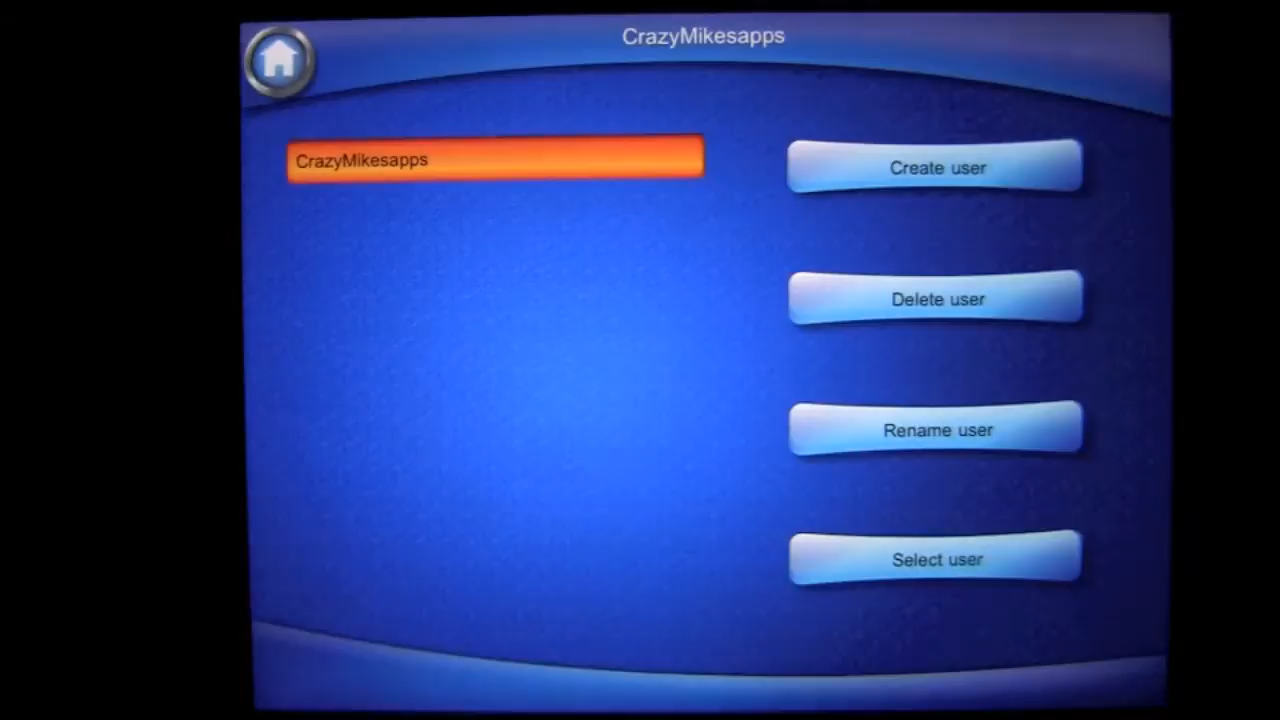 CrazyMikesapps
CrazyMikesapps
Create user
Delete user
Rename user
Select user